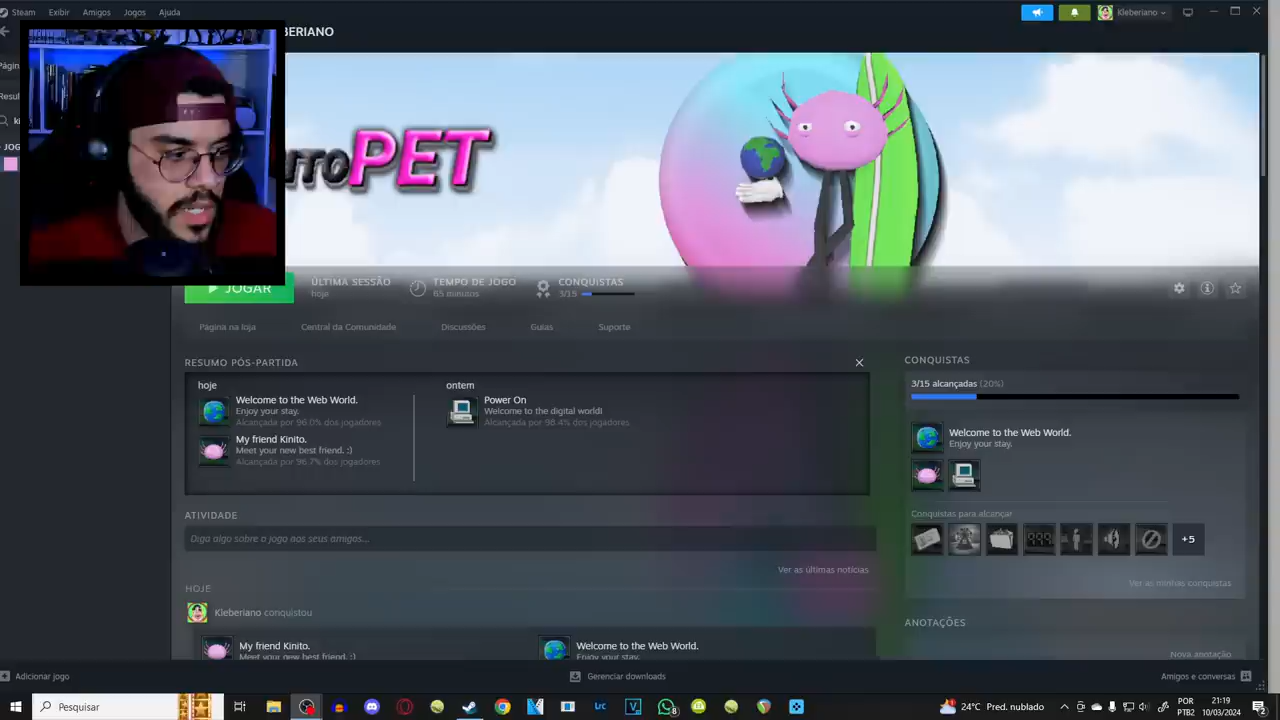 Steam Exibir Amigos Jogos Ajuda
Kleberiano
BERIANO
Págin
Resul
JOG
ITOPET
JOGAR
ÚLTIMA SESSÃO
hoje
TEMPO DE JOGO
65 minutos
CONQUISTAS
3/15
Página na loja Central da Comunidade Discussões Guias Suporte
RESUMO PÓS-PARTIDA
hoje
Welcome to the Web World.
Enjoy your stay.
Alcançada por 96.0% dos jogadores
My friend Kinito.
Meet your new best friend. ;)
Alcançada por 96.7% dos jogadores
ontem
Power On
Welcome to the digital world!
Alcançada por 98.4% dos jogadores
CONQUISTAS
3/15 alcançadas (20%)
Welcome to the Web World.
Enjoy your stay.
Conquistas para alcançar
+5
Ver as minhas conquistas
ATIVIDADE
Diga algo sobre o jogo aos seus amigos...
Ver as últimas notícias
HOJE
Kleberiano conquistou
My friend Kinito.
Meet your new best friend. ;)
Welcome to the Web World.
Enjoy your stay.
ANOTAÇÕES
Nova anotação
Adicionar jogo
Gerenciar downloads
Amigos e conversas
Pesquisar
Lrc
24°C Pred. nublado
POR
PTB2
21:19
10/03/2024